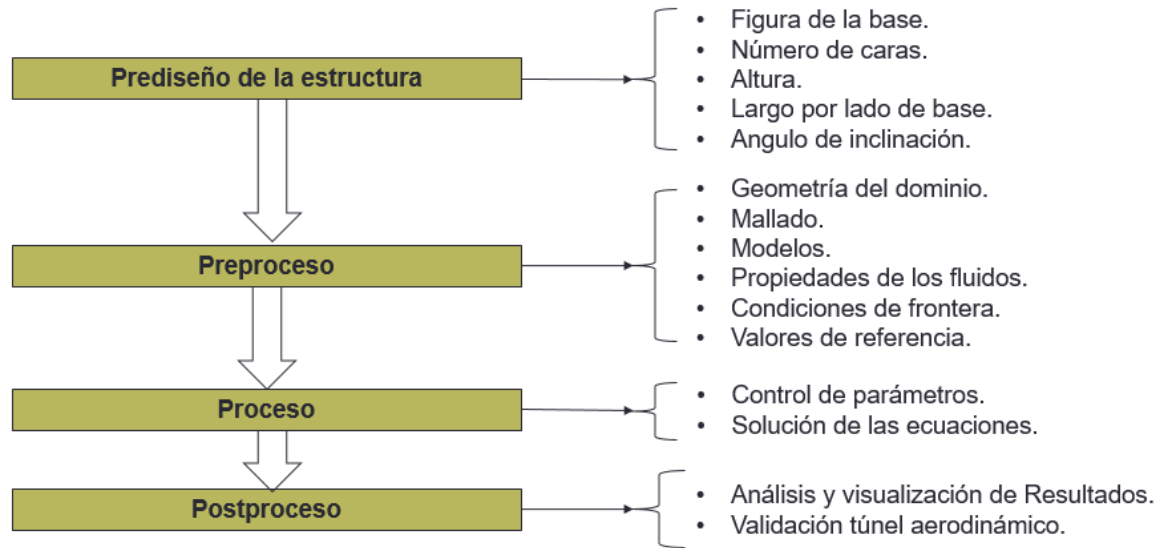 Prediseño de la estructura
• Figura de la base.
• Número de caras.
• Altura.
• Largo por lado de base.
• Angulo de inclinación.
Preproceso
• Geometría del dominio.
• Mallado.
• Modelos.
• Propiedades de los fluidos.
• Condiciones de frontera.
• Valores de referencia.
Proceso
• Control de parámetros.
• Solución de las ecuaciones.
Postproceso
• Análisis y visualización de Resultados.
• Validación túnel aerodinámico.